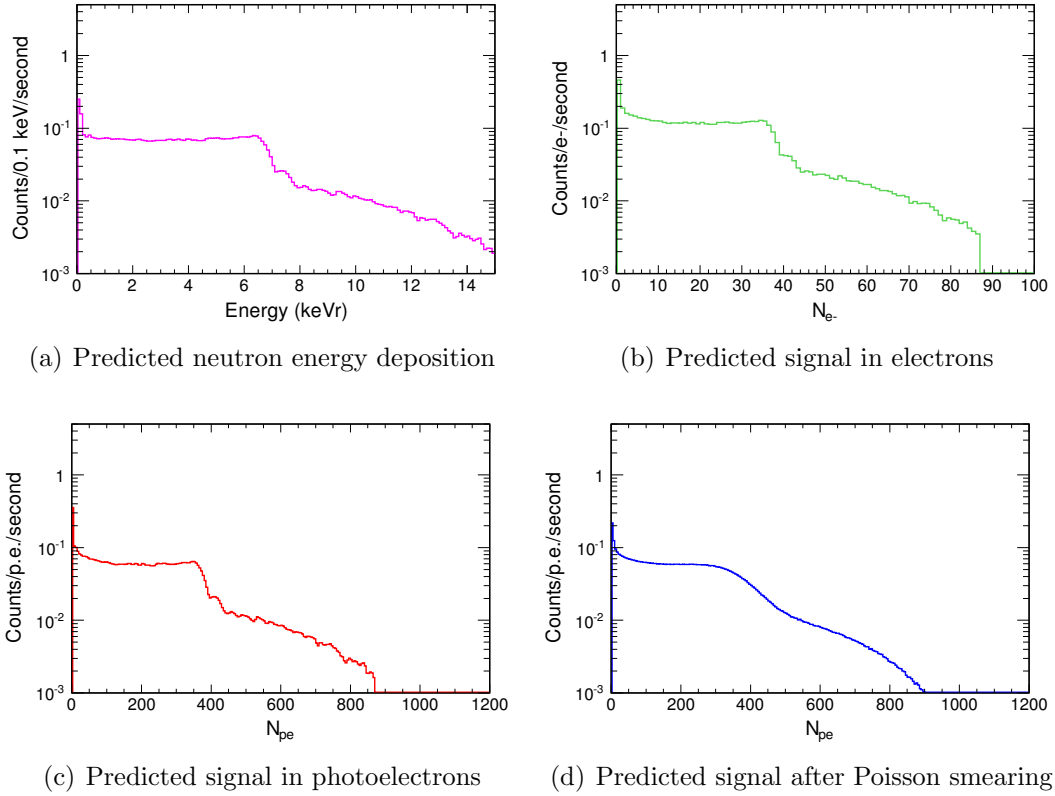 Counts/0.1 keV/second
1
10-1
10-2
10-3
0 2 4 6 8 10 12 14
Energy (keVr)
(a) Predicted neutron energy deposition
Counts/e-/second
1
10-1
10-2
10-3
0 10 20 30 40 50 60 70 80 90 100
Ne-
(b) Predicted signal in electrons
Counts/p.e./second
1
10-1
10-2
10-3
0 200 400 600 800 1000 1200
Npe
(c) Predicted signal in photoelectrons
Counts/p.e./second
1
10-1
10-2
10-3
0 200 400 600 800 1000 1200
Npe
(d) Predicted signal after Poisson smearing